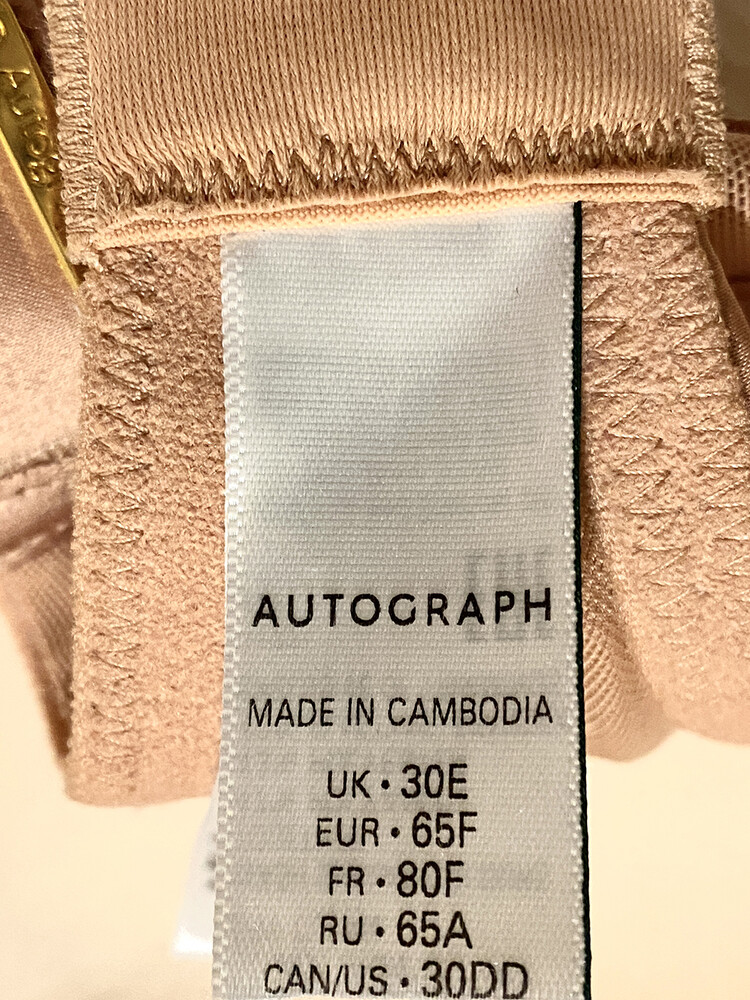 AUTOGRAPH
MADE IN CAMBODIA
UK • 30E
EUR • 65F
FR • 80F
RU • 65A
CAN/US • 30DD